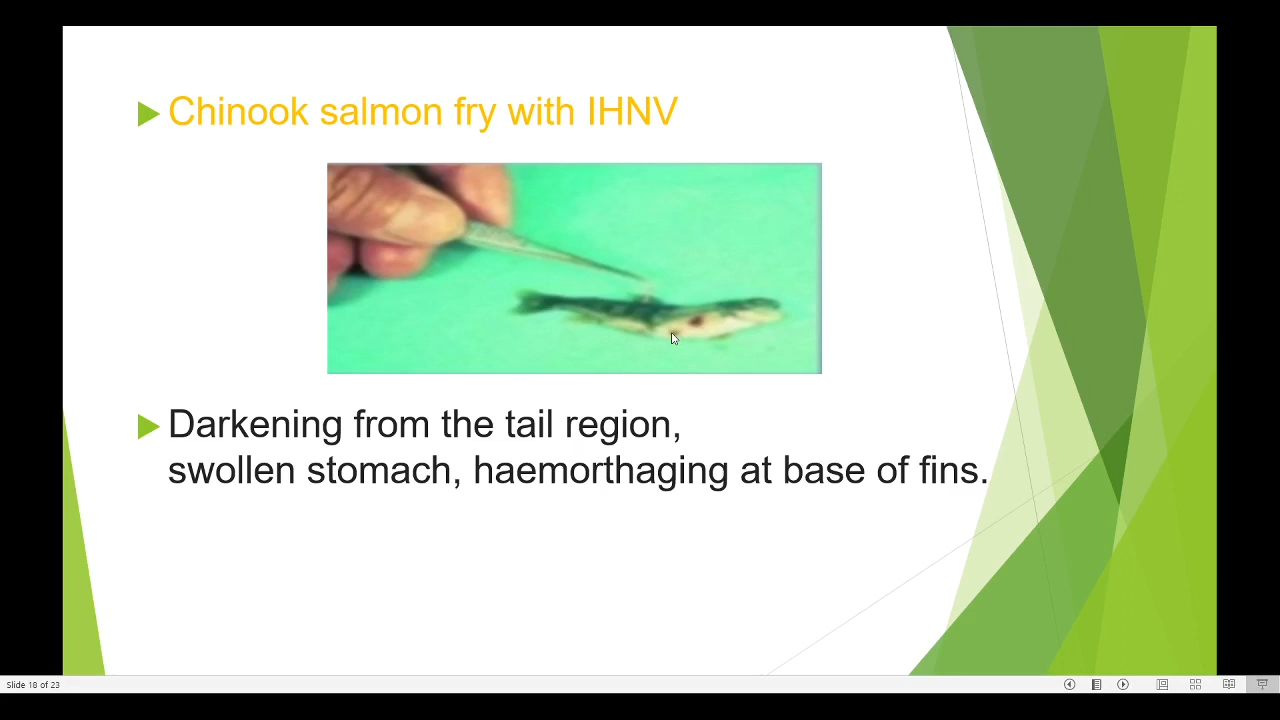 Chinook salmon fry with IHNV
Darkening from the tail region,
swollen stomach, haemorthaging at base of fins.
Slide 18 of 23